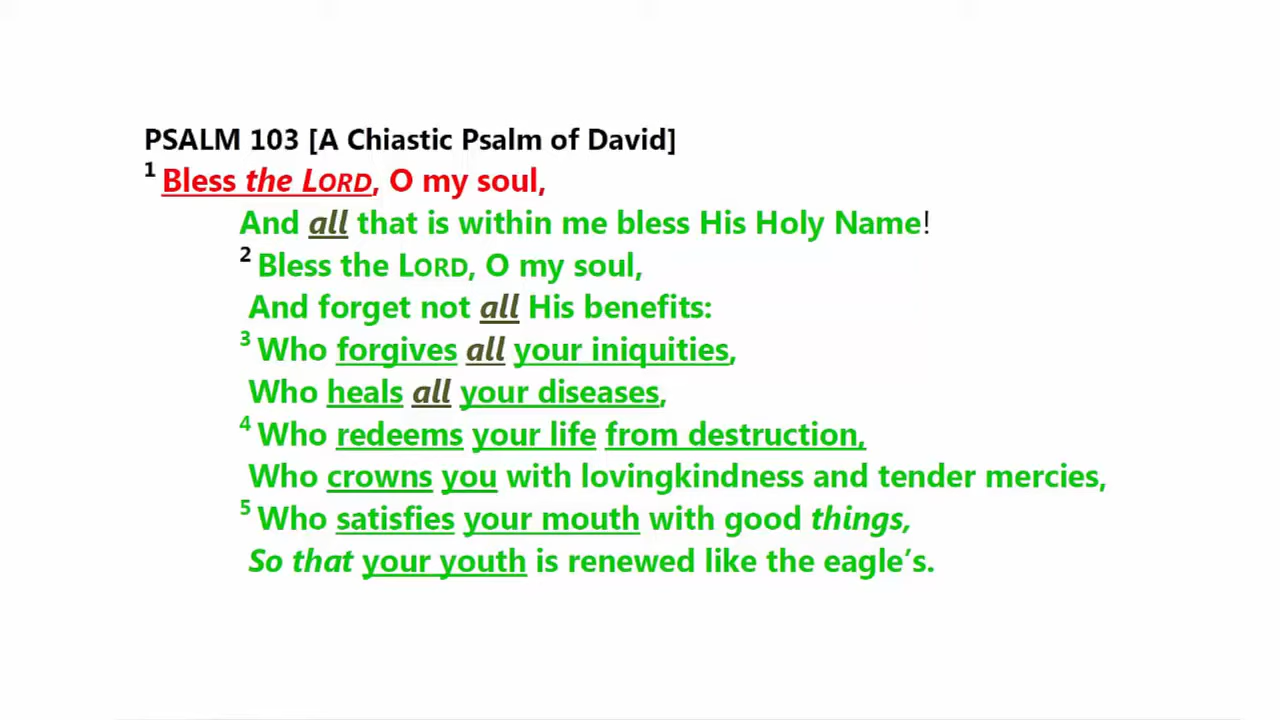 PSALM 103 [A Chiastic Psalm of David]
1 Bless the LORD, O my soul,
And all that is within me bless His Holy Name!
2 Bless the LORD, O my soul,
And forget not all His benefits:
3 Who forgives all your iniquities,
Who heals all your diseases,
4 Who redeems your life from destruction,
Who crowns you with lovingkindness and tender mercies,
5 Who satisfies your mouth with good things,
So that your youth is renewed like the eagle’s.